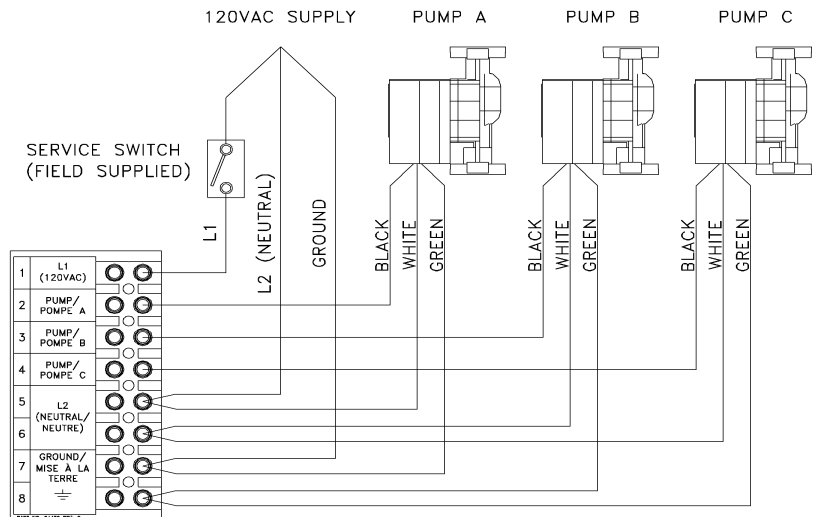 120VAC SUPPLY
PUMP A
PUMP B
PUMP C
SERVICE SWITCH
(FIELD SUPPLIED)
L1
L2 (NEUTRAL)
GROUND
BLACK
WHITE
GREEN
BLACK
WHITE
GREEN
BLACK
WHITE
GREEN
1
L1
(120VAC)
2
PUMP/
POMPE A
3
PUMP/
POMPE B
4
PUMP/
POMPE C
5
L2
(NEUTRAL/
NEUTRE)
6
7
GROUND/
MISE À LA
TERRE
8